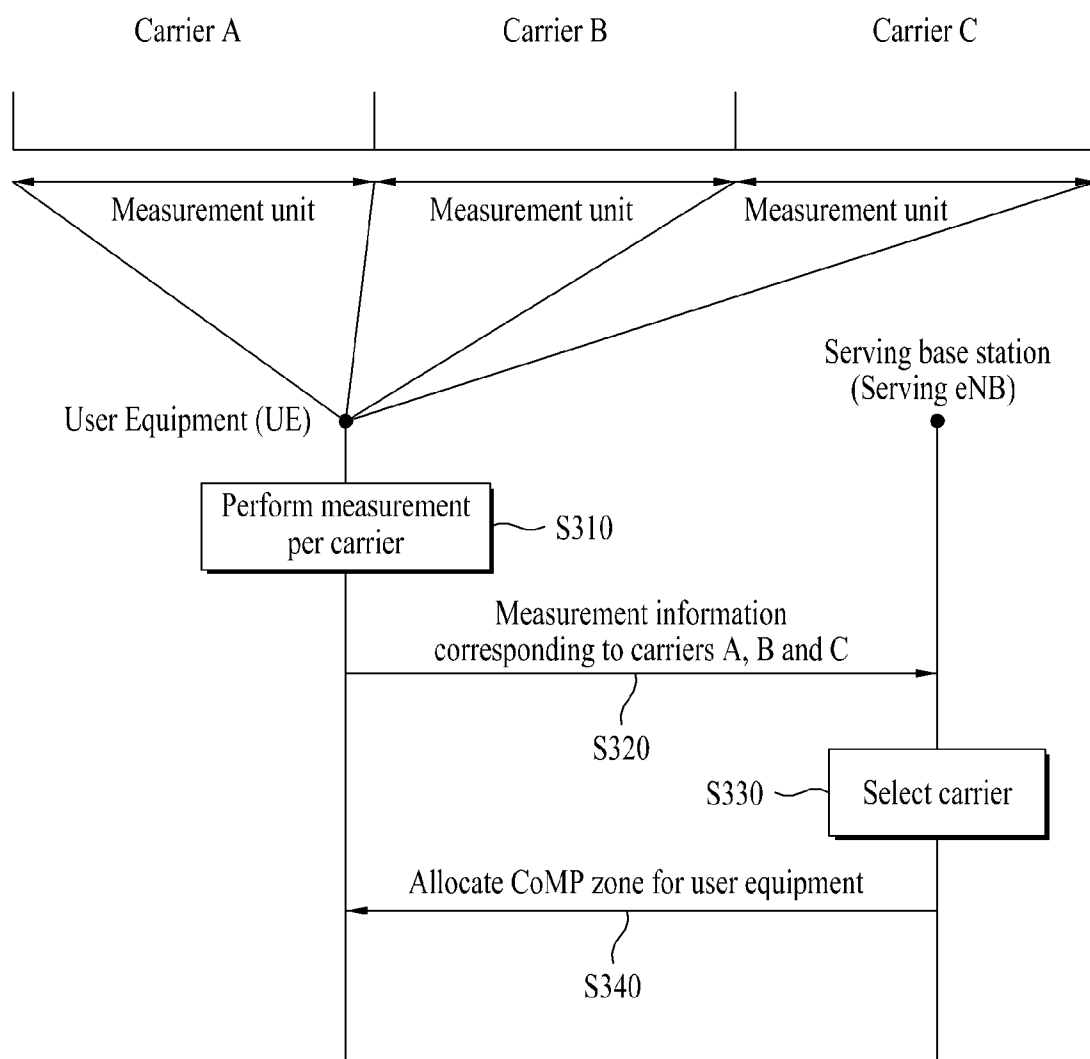 Carrier A
Carrier B
Carrier C
Measurement unit
Measurement unit
Measurement unit
Serving base station
(Serving eNB)
User Equipment (UE)
Perform measurement
per carrier
S310
Measurement information
corresponding to carriers A, B and C
S320
S330
Select carrier
Allocate CoMP zone for user equipment
S340